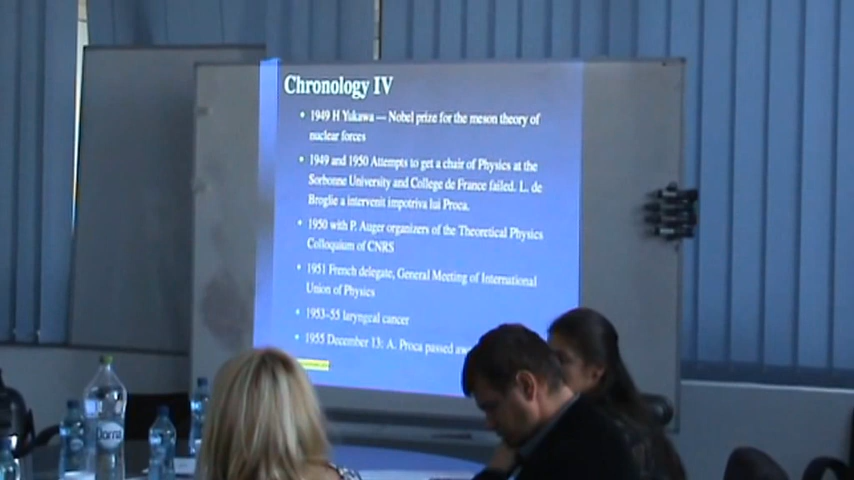 Chronology IV
• 1949 H Yukawa — Nobel prize for the meson theory of
nuclear forces
• 1949 and 1950 Attempts to get a chair of Physics at the
Sorbonne University and College de France failed. L. de
Broglie a intervenit impotriva lui Proca.
• 1950 with P. Auger organizers of the Theoretical Physics
Colloquium of CNRS
• 1951 French delegate, General Meeting of International
Union of Physics
• 1953–55 laryngeal cancer
• 1955 December 13: A. Proca passed
Dorna